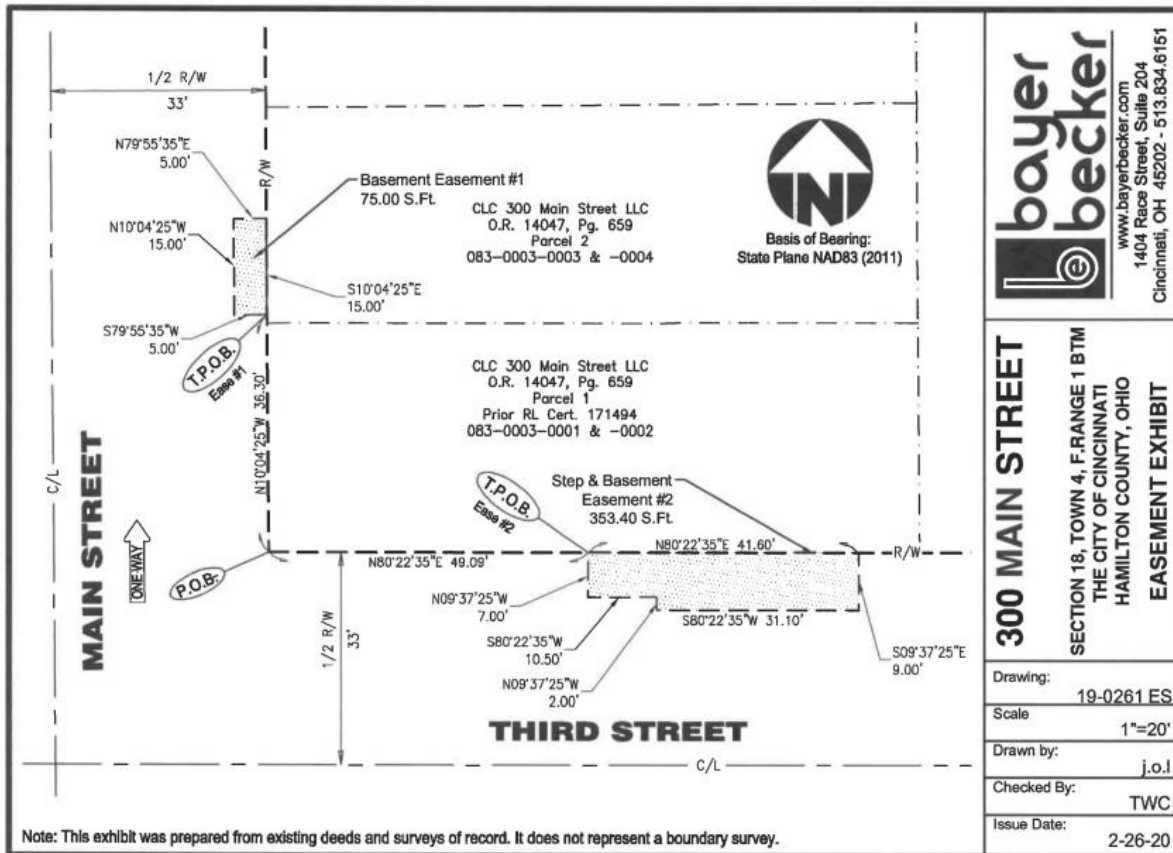 1/2 R/W
33'
N79°55'35"E
5.00'
R/W
Basement Easement #1
75.00 S.Ft.
N10°04'25"W
15.00'
CLC 300 Main Street LLC
O.R. 14047, Pg. 659
Parcel 2
083-0003-0003 & -0004
N
Basis of Bearing:
State Plane NAD83 (2011)
S10°04'25"E
15.00'
S79°55'35"W
5.00'
T.P.O.B.
Ease #1
N10°04'25"W 36.30'
CLC 300 Main Street LLC
O.R. 14047, Pg. 659
Parcel 1
Prior RL Cert. 171494
083-0003-0001 & -0002
C/L
MAIN STREET
ONE WAY
P.O.B.
T.P.O.B.
Ease #2
Step & Basement
Easement #2
353.40 S.Ft.
N80°22'35"E 49.09'
N80°22'35"E 41.60'
R/W
N09°37'25"W
7.00'
S80°22'35"W
10.50'
N09°37'25"W
2.00'
S80°22'35"W 31.10'
S09°37'25"E
9.00'
1/2 R/W
33'
THIRD STREET
C/L
Note: This exhibit was prepared from existing deeds and surveys of record. It does not represent a boundary survey.
bayer
becker
www.bayerbecker.com
1404 Race Street, Suite 204
Cincinnati, OH 45202 - 513.834.6151
300 MAIN STREET
SECTION 18, TOWN 4, F.RANGE 1 BTM
THE CITY OF CINCINNATI
HAMILTON COUNTY, OHIO
EASEMENT EXHIBIT
Drawing:
19-0261 ES
Scale
1"=20'
Drawn by:
j.o.l
Checked By:
TWC
Issue Date:
2-26-20